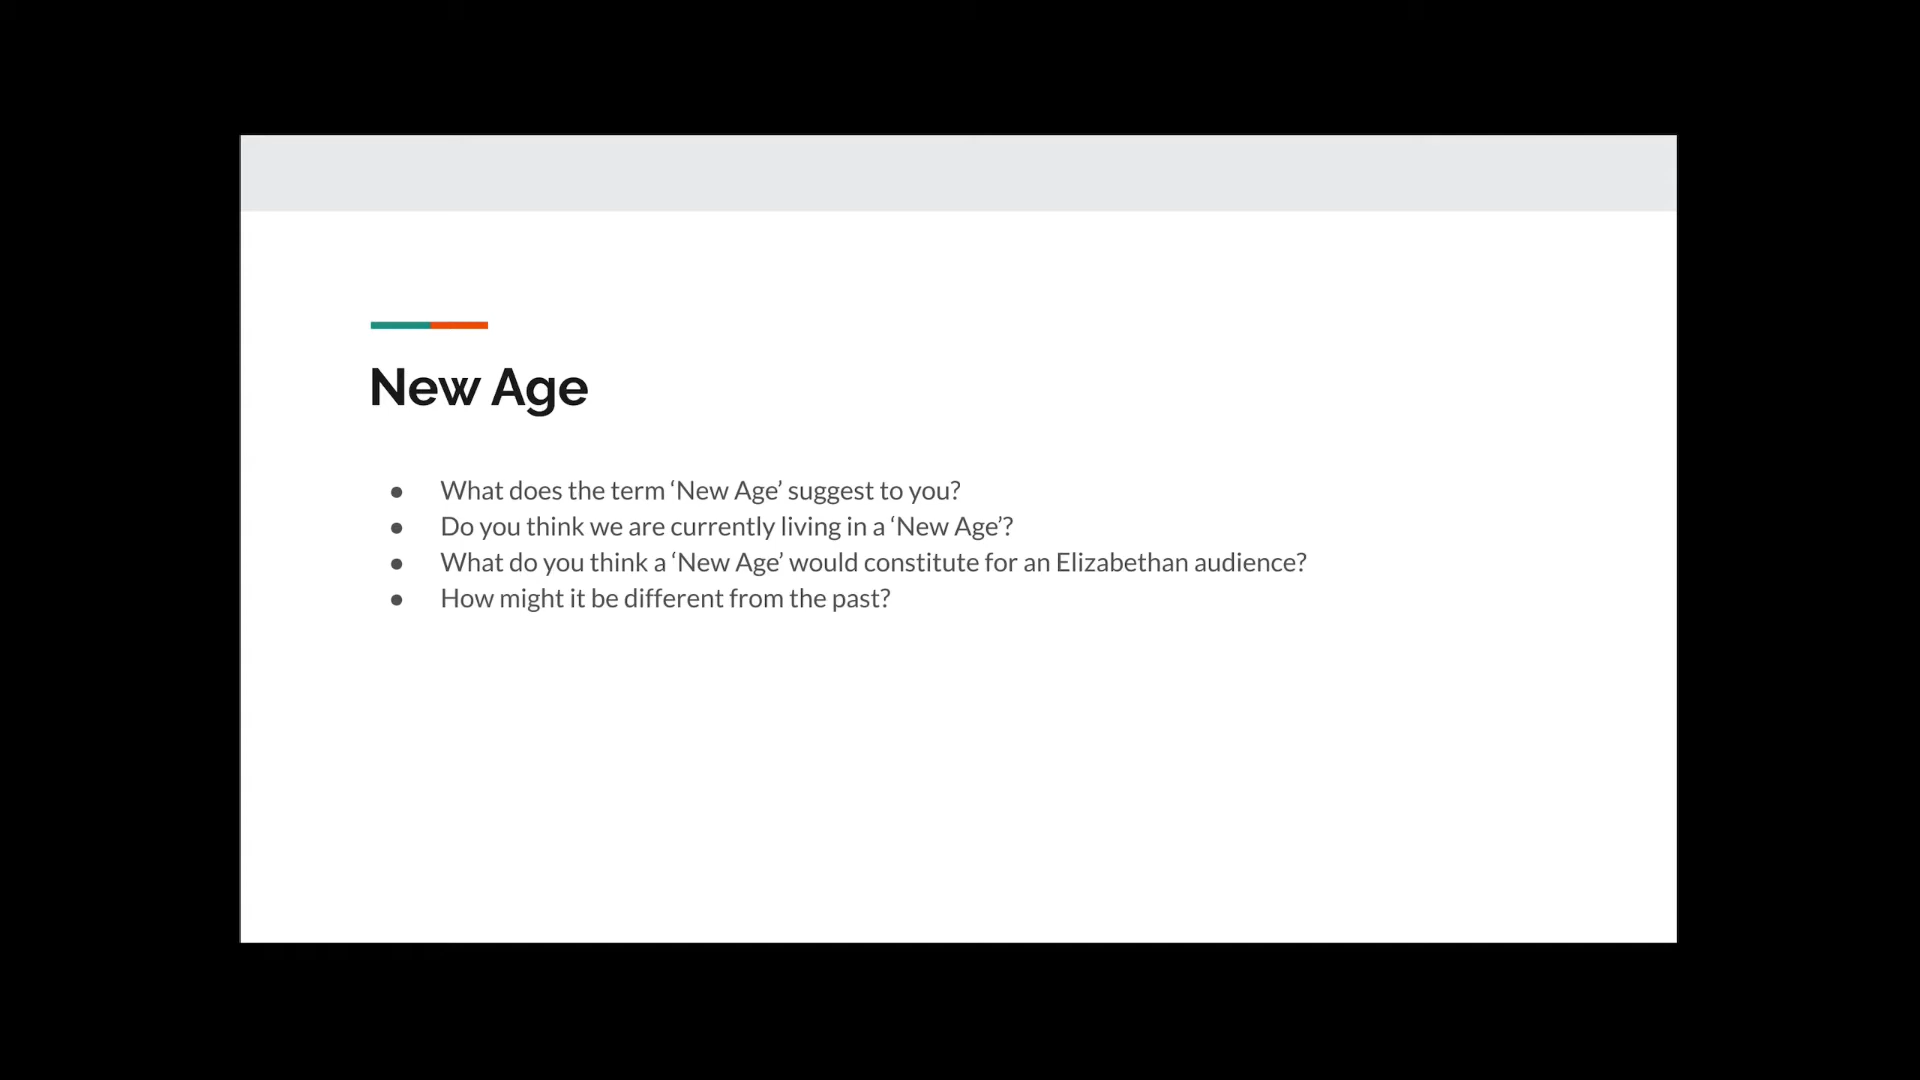 New Age
● What does the term ‘New Age’ suggest to you?
● Do you think we are currently living in a ‘New Age’?
● What do you think a ‘New Age’ would constitute for an Elizabethan audience?
● How might it be different from the past?